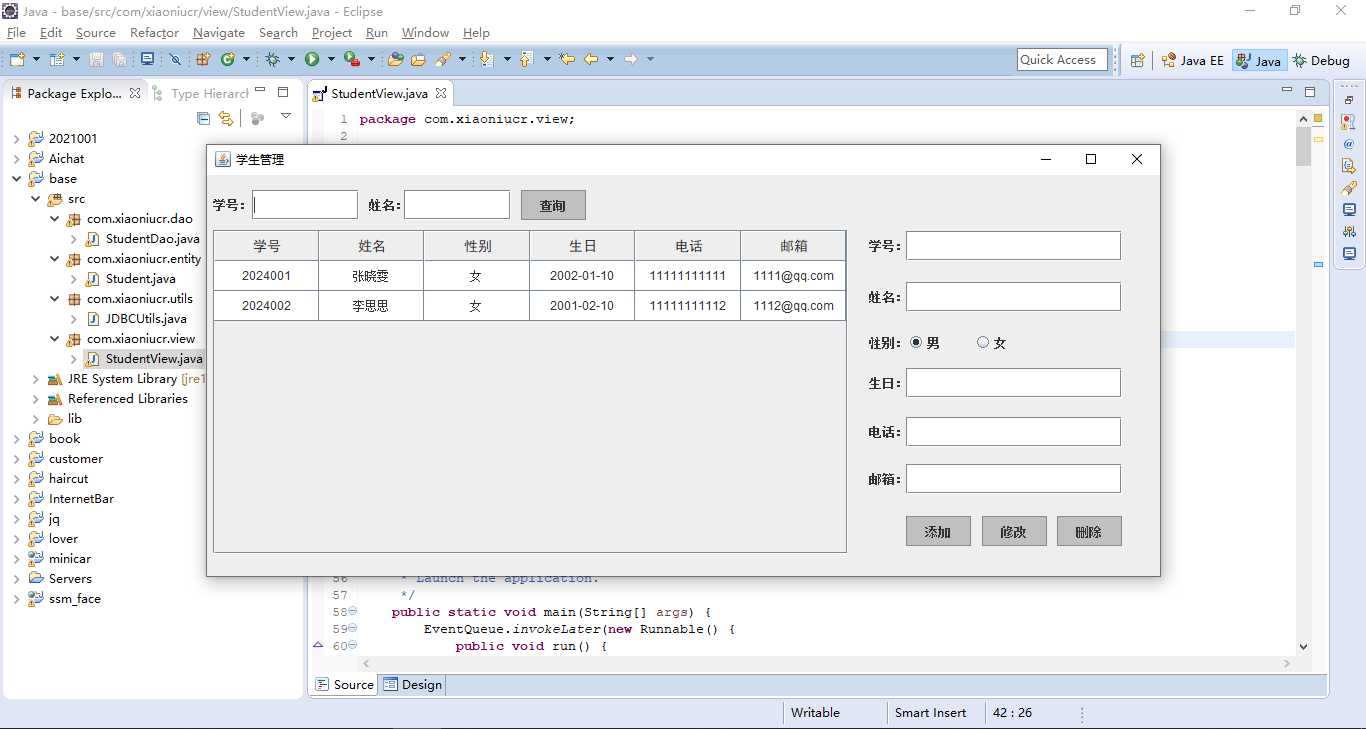 Java - base/src/com/xiaoniucr/view/StudentView.java - Eclipse
File Edit Source Refactor Navigate Search Project Run Window Help
Quick Access
Java EE
Java
Debug
Package Explo...
Type Hierarch
StudentView.java
2021001
Aichat
base
src
com.xiaoniucr.dao
StudentDao.java
com.xiaoniucr.entity
Student.java
com.xiaoniucr.utils
JDBCUtils.java
com.xiaoniucr.view
StudentView.java
JRE System Library [jre1
Referenced Libraries
lib
book
customer
haircut
InternetBar
jq
lover
minicar
Servers
ssm_face
1 package com.xiaoniucr.view;
2
学生管理
学号: 姓名: 查询
学号 姓名 性别 生日 电话 邮箱
2024001 张晓雯 女 2002-01-10 11111111111 1111@qq.com
2024002 李思思 女 2001-02-10 11111111112 1112@qq.com
学号:
姓名:
性别: 男 女
生日:
电话:
邮箱:
添加 修改 删除
56 * Launch the application.
57 */
58 public static void main(String[] args) {
59 EventQueue.invokeLater(new Runnable() {
60 public void run() {
Source Design
Writable Smart Insert 42 : 26